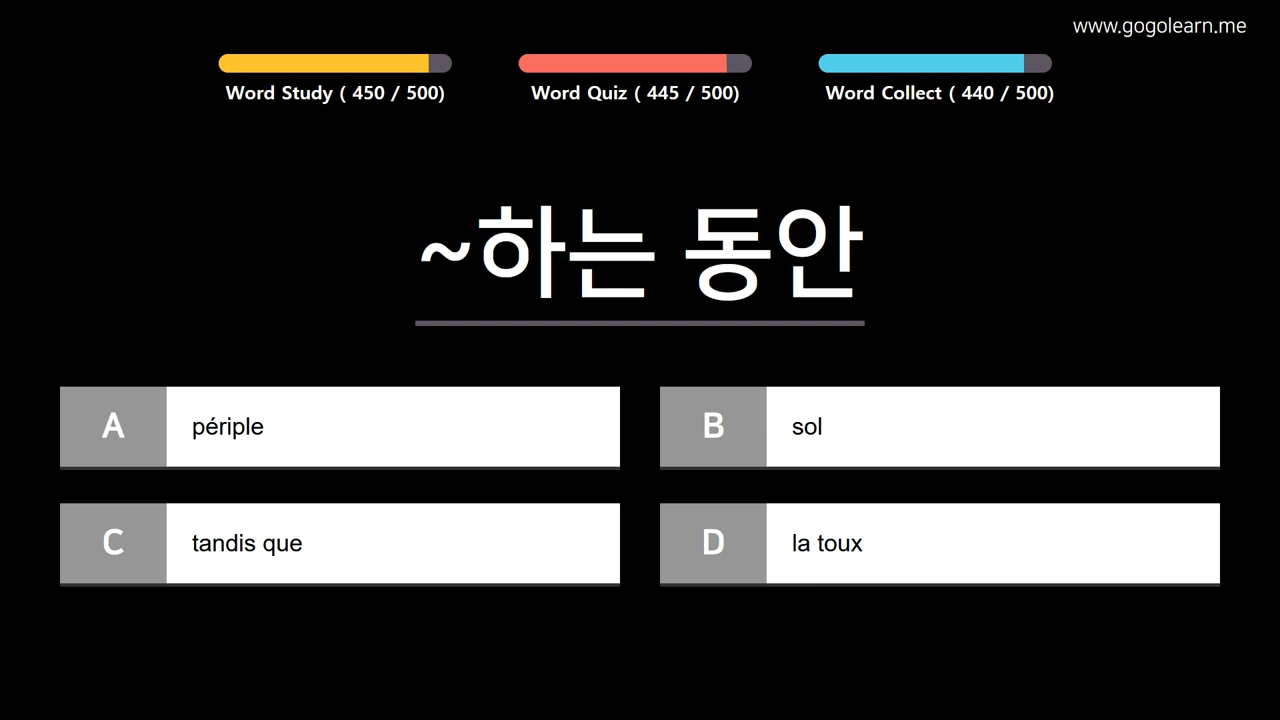 www.gogolearn.me
Word Study ( 450 / 500)
Word Quiz ( 445 / 500)
Word Collect ( 440 / 500)
~하는 동안
A périple
B sol
C tandis que
D la toux